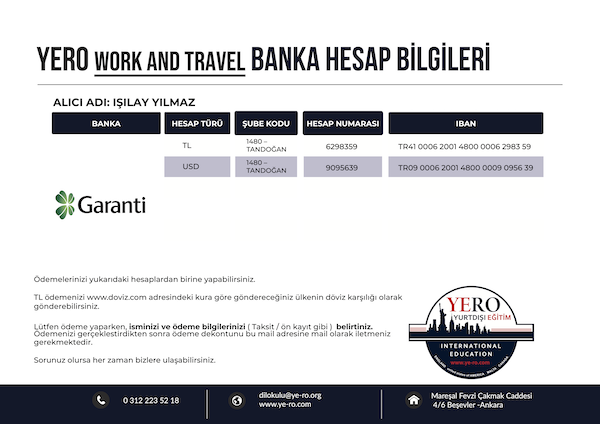 YERO WORK AND TRAVEL BANKA HESAP BİLGİLERİ
ALICI ADI: IŞILAY YILMAZ
BANKA HESAP TÜRÜ ŞUBE KODU HESAP NUMARASI IBAN
TL 1480 – TANDOĞAN 6298359 TR41 0006 2001 4800 0006 2983 59
USD 1480 – TANDOĞAN 9095639 TR09 0006 2001 4800 0009 0956 39
Garanti
Ödemelerinizi yukarıdaki hesaplardan birine yapabilirsiniz.
TL ödemenizi www.doviz.com adresindeki kura göre göndereceğiniz ülkenin döviz karşılığı olarak
gönderebilirsiniz.
Lütfen ödeme yaparken, isminizi ve ödeme bilgilerinizi ( Taksit / ön kayıt gibi ) belirtiniz.
Ödemenizi gerçekleştirdikten sonra ödeme dekontunu bu mail adresine mail olarak iletmeniz
gerekmektedir.
Sorunuz olursa her zaman bizlere ulaşabilirsiniz.
YERO
YURTDIŞI EĞİTİM
INTERNATIONAL
EDUCATION
www.ye-ro.com
0 312 223 52 18
dilokulu@ye-ro.org
www.ye-ro.com
Mareşal Fevzi Çakmak Caddesi
4/6 Beşevler -Ankara